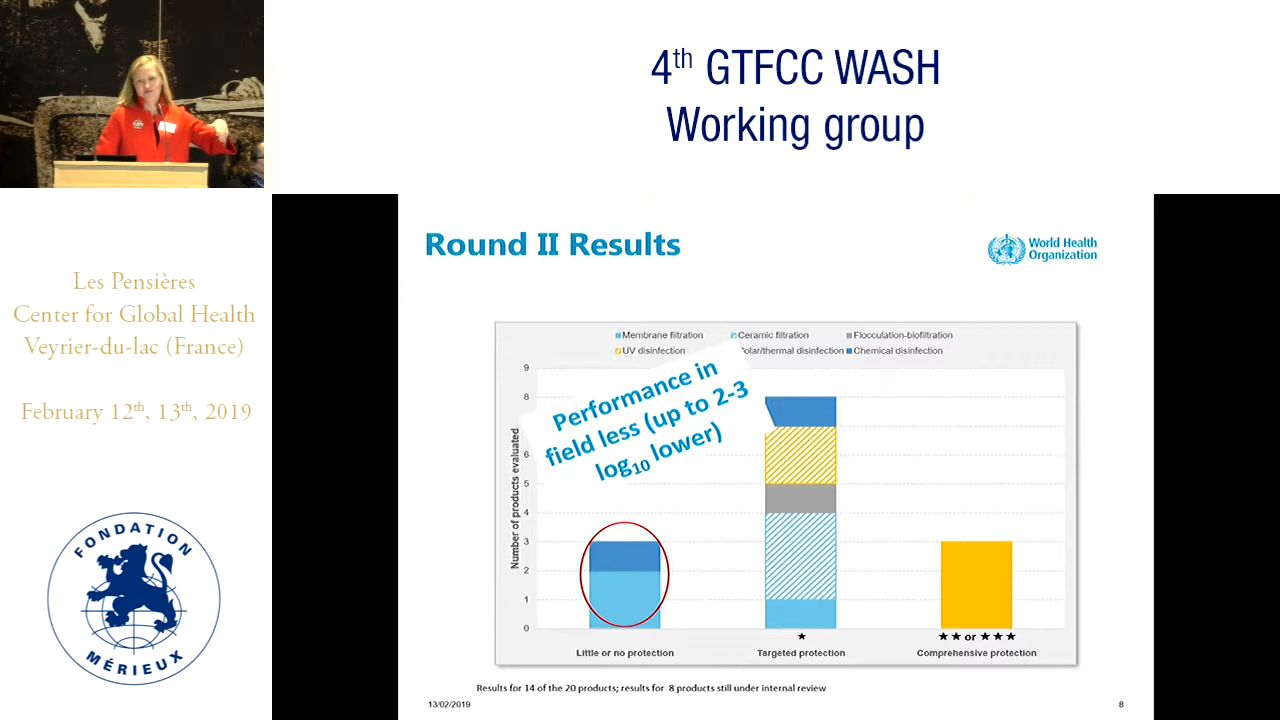 4th GTFCC WASH
Working group
Les Pensières
Center for Global Health
Veyrier-du-lac (France)
February 12th, 13th, 2019
FONDATION
MÉRIEUX
Round II Results
World Health
Organization
Membrane filtration
Ceramic filtration
Flocculation-biofiltration
UV disinfection
olar/thermal disinfection
Chemical disinfection
Performance in
field less (up to 2-3
log10 lower)
Number of products evaluated
9
8
6
5
4
3
2
1
0
★
★ ★ or ★ ★ ★
Little or no protection
Targeted protection
Comprehensive protection
Results for 14 of the 20 products; results for 8 products still under internal review
13/02/2019
8